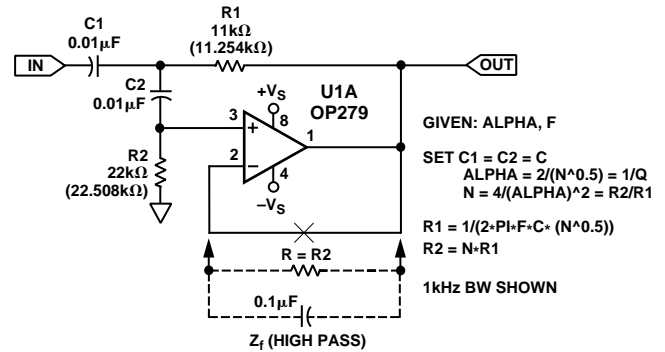 C1
0.01µF
R1
11kΩ
(11.254kΩ)
IN
OUT
C2
0.01µF
+VS
U1A
OP279
3
+
8
1
2
−
4
−VS
R2
22kΩ
(22.508kΩ)
R = R2
0.1µF
Zf (HIGH PASS)
GIVEN: ALPHA, F
SET C1 = C2 = C
ALPHA = 2/(N^0.5) = 1/Q
N = 4/(ALPHA)^2 = R2/R1
R1 = 1/(2*PI*F*C* (N^0.5))
R2 = N*R1
1kHz BW SHOWN